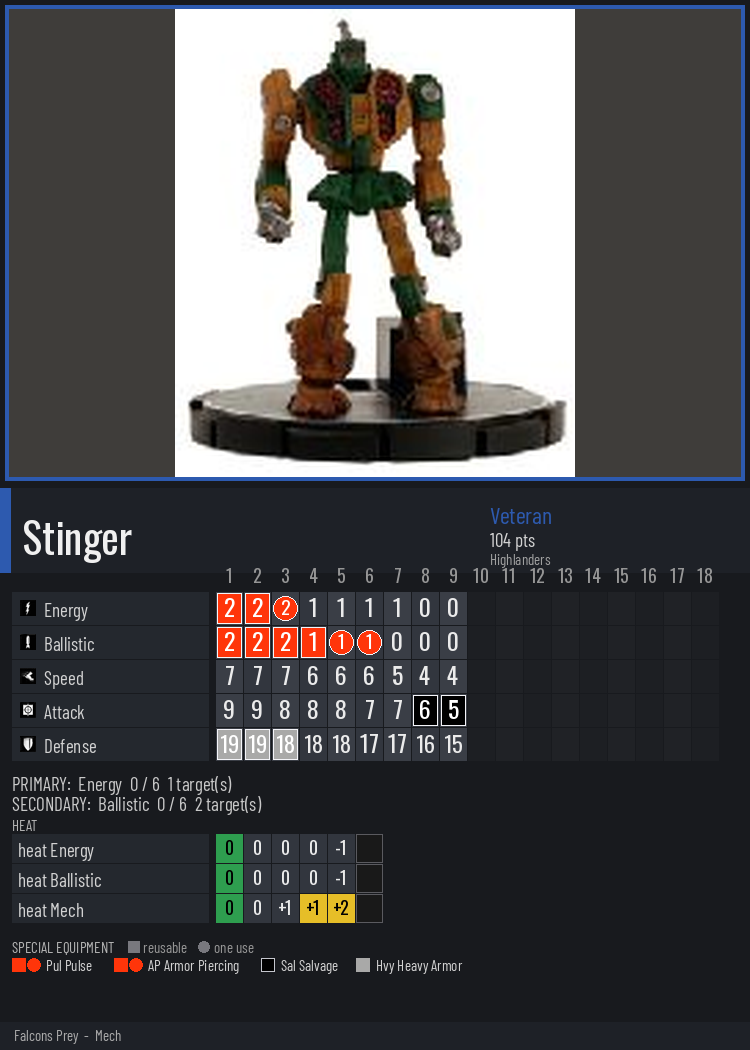 Stinger
Veteran
104 pts
Highlanders
1 2 3 4 5 6 7 8 9 10 11 12 13 14 15 16 17 18
Energy 2 2 2 1 1 1 1 0 0
Ballistic 2 2 2 1 1 1 0 0 0
Speed 7 7 7 6 6 6 5 4 4
Attack 9 9 8 8 8 7 7 6 5
Defense 19 19 18 18 18 17 17 16 15
PRIMARY: Energy 0 / 6 1 target(s)
SECONDARY: Ballistic 0 / 6 2 target(s)
HEAT
heat Energy 0 0 0 0 -1
heat Ballistic 0 0 0 0 -1
heat Mech 0 0 +1 +1 +2
SPECIAL EQUIPMENT reusable one use
Pul Pulse AP Armor Piercing Sal Salvage Hvy Heavy Armor
Falcons Prey - Mech